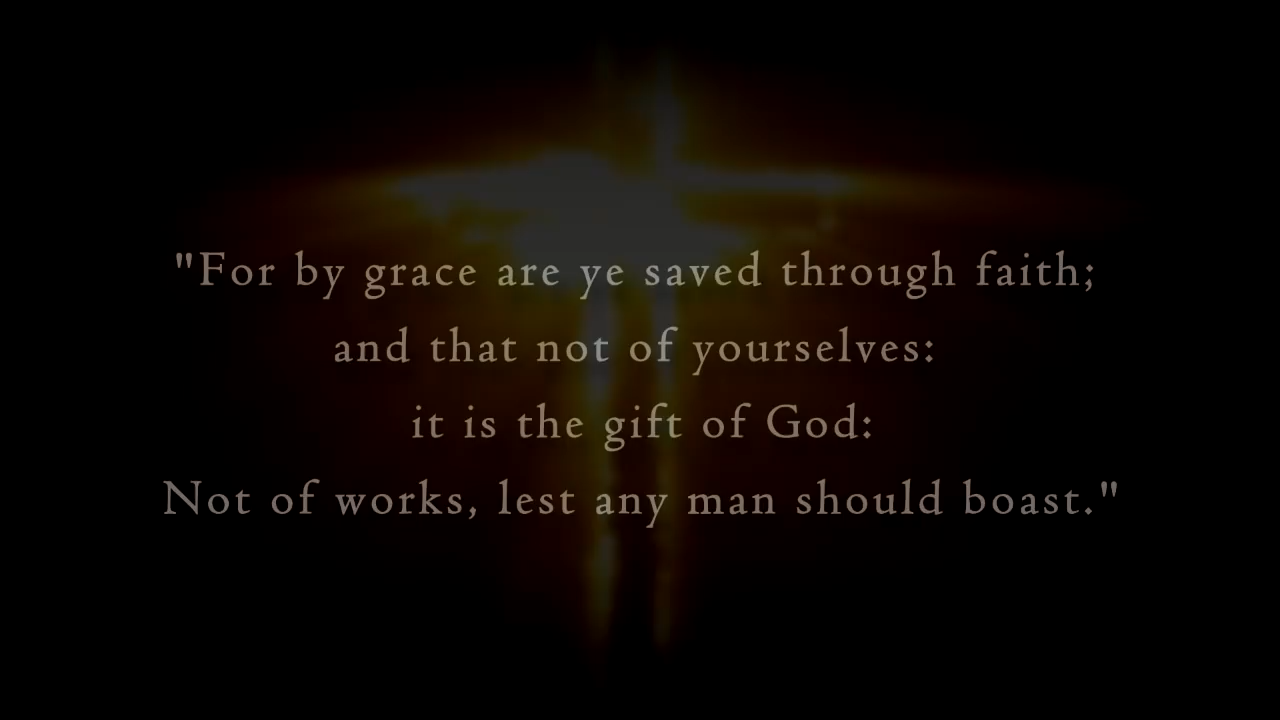 "For by grace are ye saved through faith;
and that not of yourselves:
it is the gift of God:
Not of works, lest any man should boast."